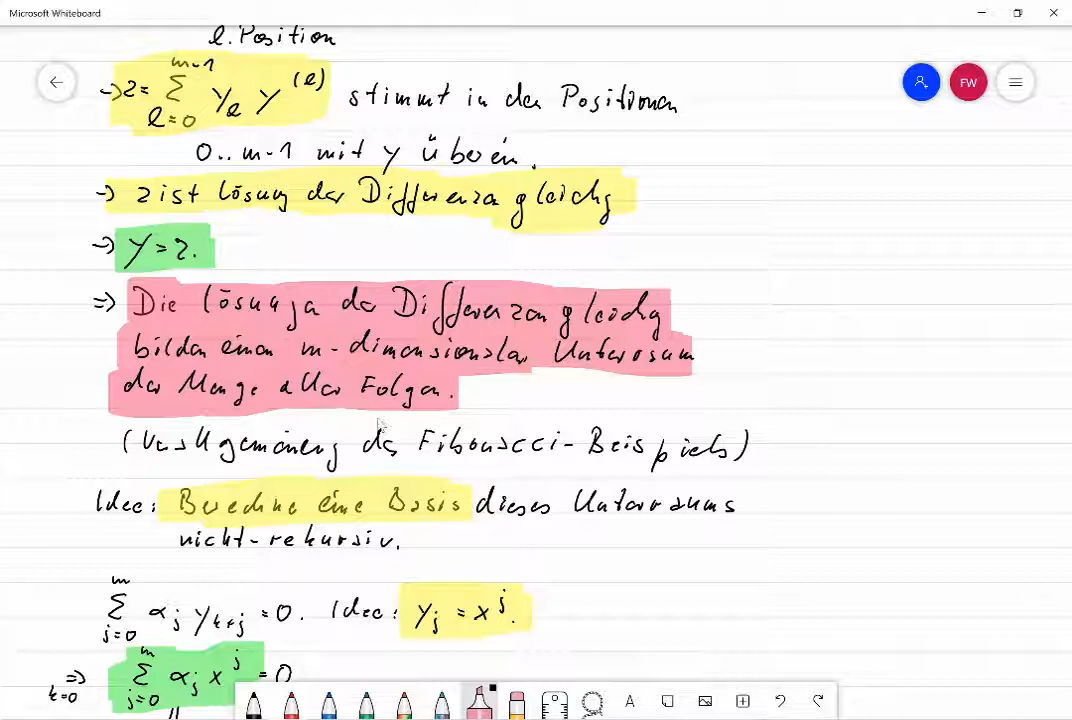 Microsoft Whiteboard
l. Position
→ z = ∑_{l=0}^{m-1} y_l y^{(l)} stimmt in den Positionen
0..m-1 mit y überein.
→ z ist Lösung der Differenzengleichg
→ y = z.
⇒ Die Lösungen der Differenzengleichg
bilden einen m-dimensionalen Unterraum
der Menge aller Folgen.
(Verallgemeinerung des Fibonacci-Beispiels)
Idee: Berechne eine Basis dieses Unterraums
nicht-rekursiv.
∑_{j=0}^{m} α_j y_{k+j} = 0. Idee: y_j = x^j.
⇒_{k=0} ∑_{j=0}^{m} α_j x^j = 0
FW